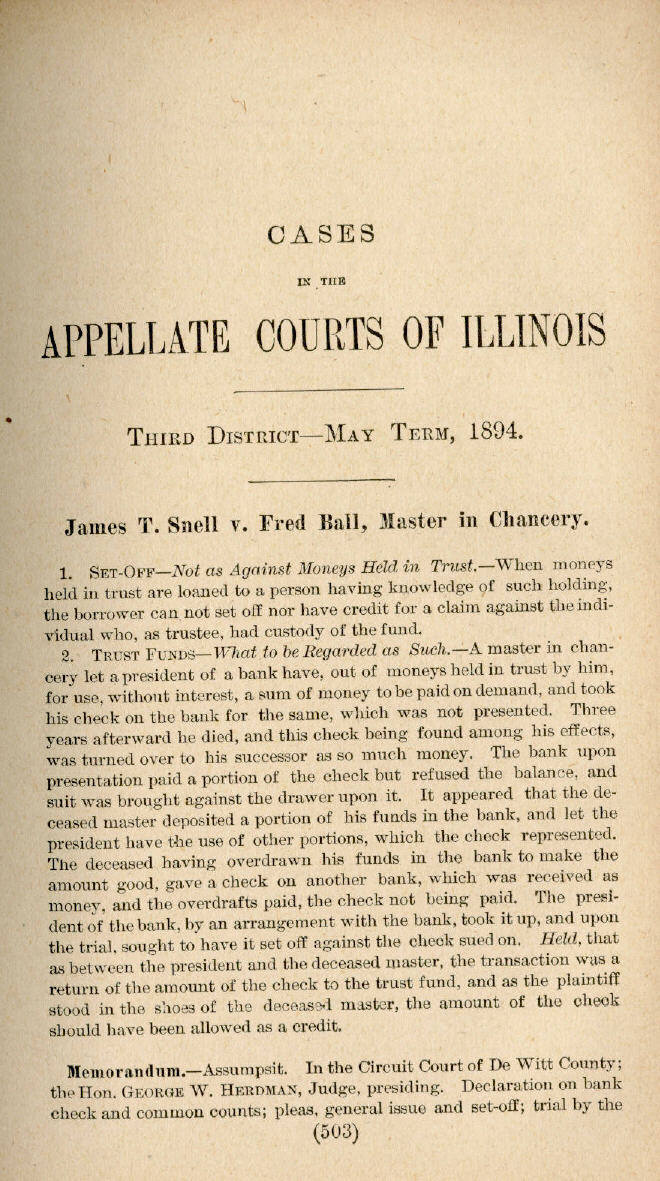 CASES
IN THE
APPELLATE COURTS OF ILLINOIS
THIRD DISTRICT—MAY TERM, 1894.
James T. Snell v. Fred Ball, Master in Chancery.
1. SET-OFF—Not as Against Moneys Held in Trust.—When moneys
held in trust are loaned to a person having knowledge of such holding,
the borrower can not set off nor have credit for a claim against the indi-
vidual who, as trustee, had custody of the fund.
2. TRUST FUNDS—What to be Regarded as Such.—A master in chan-
cery let a president of a bank have, out of moneys held in trust by him,
for use, without interest, a sum of money to be paid on demand, and took
his check on the bank for the same, which was not presented. Three
years afterward he died, and this check being found among his effects,
was turned over to his successor as so much money. The bank upon
presentation paid a portion of the check but refused the balance, and
suit was brought against the drawer upon it. It appeared that the de-
ceased master deposited a portion of his funds in the bank, and let the
president have the use of other portions, which the check represented.
The deceased having overdrawn his funds in the bank to make the
amount good, gave a check on another bank, which was received as
money, and the overdrafts paid, the check not being paid. The presi-
dent of the bank, by an arrangement with the bank, took it up, and upon
the trial, sought to have it set off against the check sued on. Held, that
as between the president and the deceased master, the transaction was a
return of the amount of the check to the trust fund, and as the plaintiff
stood in the shoes of the deceased master, the amount of the check
should have been allowed as a credit.
Memorandum.—Assumpsit. In the Circuit Court of De Witt County;
the Hon. GEORGE W. HERDMAN, Judge, presiding. Declaration on bank
check and common counts; pleas, general issue and set-off; trial by the
(503)